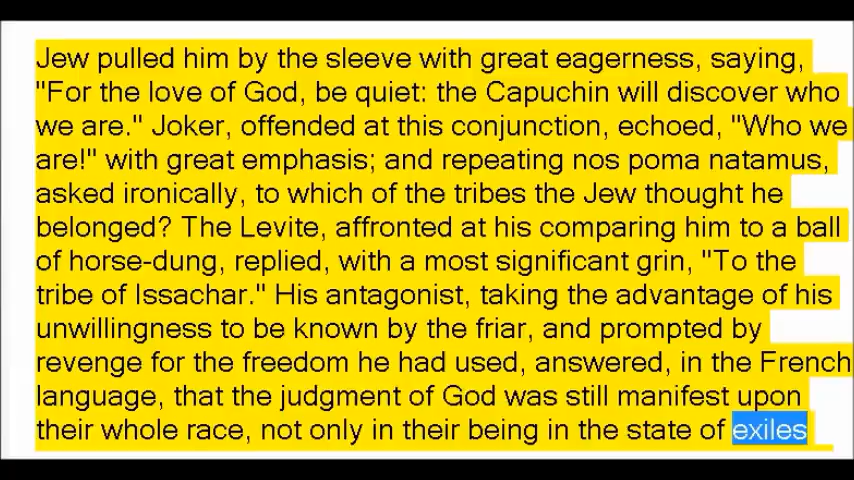 Jew pulled him by the sleeve with great eagerness, saying,
"For the love of God, be quiet: the Capuchin will discover who
we are." Joker, offended at this conjunction, echoed, "Who we
are!" with great emphasis; and repeating nos poma natamus,
asked ironically, to which of the tribes the Jew thought he
belonged? The Levite, affronted at his comparing him to a ball
of horse-dung, replied, with a most significant grin, "To the
tribe of Issachar." His antagonist, taking the advantage of his
unwillingness to be known by the friar, and prompted by
revenge for the freedom he had used, answered, in the French
language, that the judgment of God was still manifest upon
their whole race, not only in their being in the state of exiles